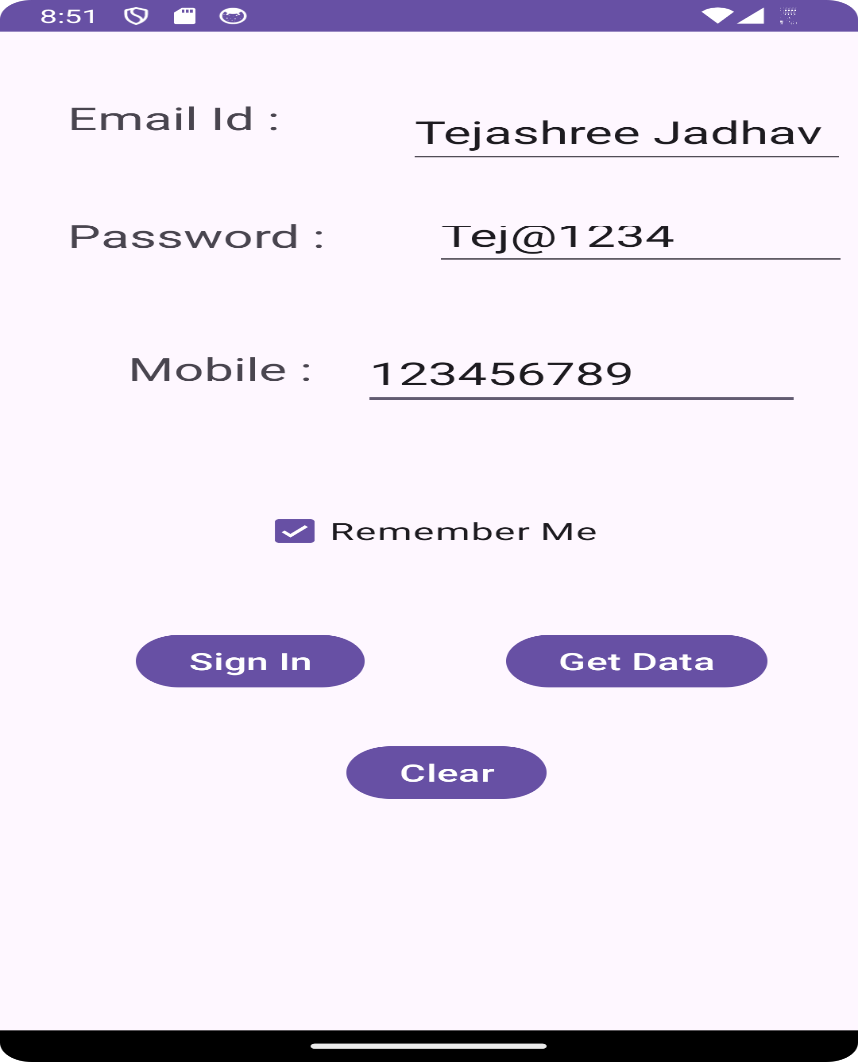 8:51
Email Id :
Tejashree Jadhav
Password :
Tej@1234
Mobile :
123456789
Remember Me
Sign In
Get Data
Clear